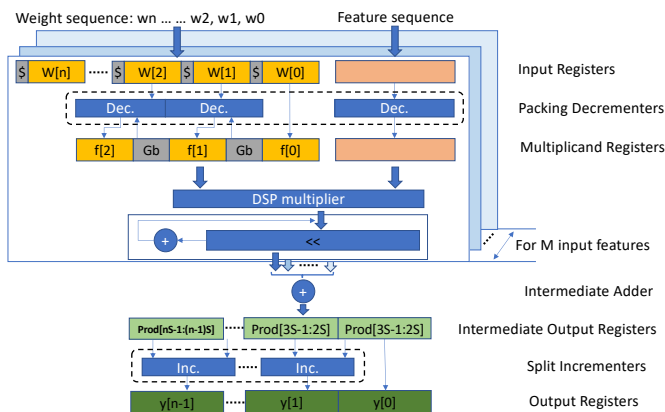 Weight sequence: wn ... ... w2, w1, w0 Feature sequence
$ W[n] $ W[2] $ W[1] $ W[0] Input Registers
Dec. Dec. Dec. Packing Decrementers
f[2] Gb f[1] Gb f[0] Multiplicand Registers
DSP multiplier
+ <<
For M input features
+ Intermediate Adder
Prod[nS-1:(n-1)S] Prod[3S-1:2S] Prod[3S-1:2S] Intermediate Output Registers
Inc. Inc. Split Incrementers
y[n-1] y[1] y[0] Output Registers